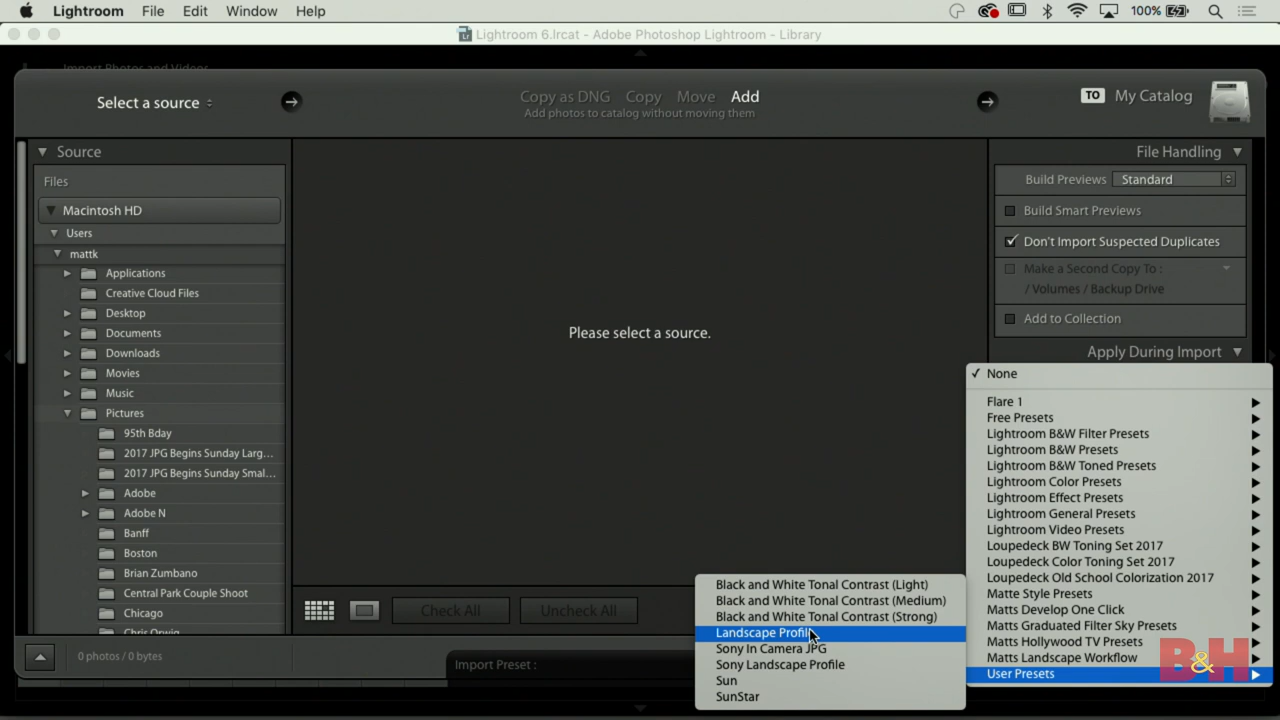 Lightroom File Edit Window Help 100%
Lightroom 6.lrcat - Adobe Photoshop Lightroom - Library
Import Photos and Videos
Select a source
Copy as DNG Copy Move Add
Add photos to catalog without moving them
TO My Catalog
Source
Files
Macintosh HD
Users
mattk
Applications
Creative Cloud Files
Desktop
Documents
Downloads
Movies
Music
Pictures
95th Bday
2017 JPG Begins Sunday Larg...
2017 JPG Begins Sunday Smal...
Adobe
Adobe N
Banff
Boston
Brian Zumbano
Central Park Couple Shoot
Chicago
Chris Orwig
Please select a source.
Check All Uncheck All
0 photos / 0 bytes
Import Preset :
File Handling
Build Previews Standard
Build Smart Previews
Don't Import Suspected Duplicates
Make a Second Copy To :
/ Volumes / Backup Drive
Add to Collection
Apply During Import
None
Flare 1
Free Presets
Lightroom B&W Filter Presets
Lightroom B&W Presets
Lightroom B&W Toned Presets
Lightroom Color Presets
Lightroom Effect Presets
Lightroom General Presets
Lightroom Video Presets
Loupedeck BW Toning Set 2017
Loupedeck Color Toning Set 2017
Loupedeck Old School Colorization 2017
Matte Style Presets
Matts Develop One Click
Matts Graduated Filter Sky Presets
Matts Hollywood TV Presets
Matts Landscape Workflow
User Presets
Black and White Tonal Contrast (Light)
Black and White Tonal Contrast (Medium)
Black and White Tonal Contrast (Strong)
Landscape Profile
Sony In Camera JPG
Sony Landscape Profile
Sun
SunStar
B&H